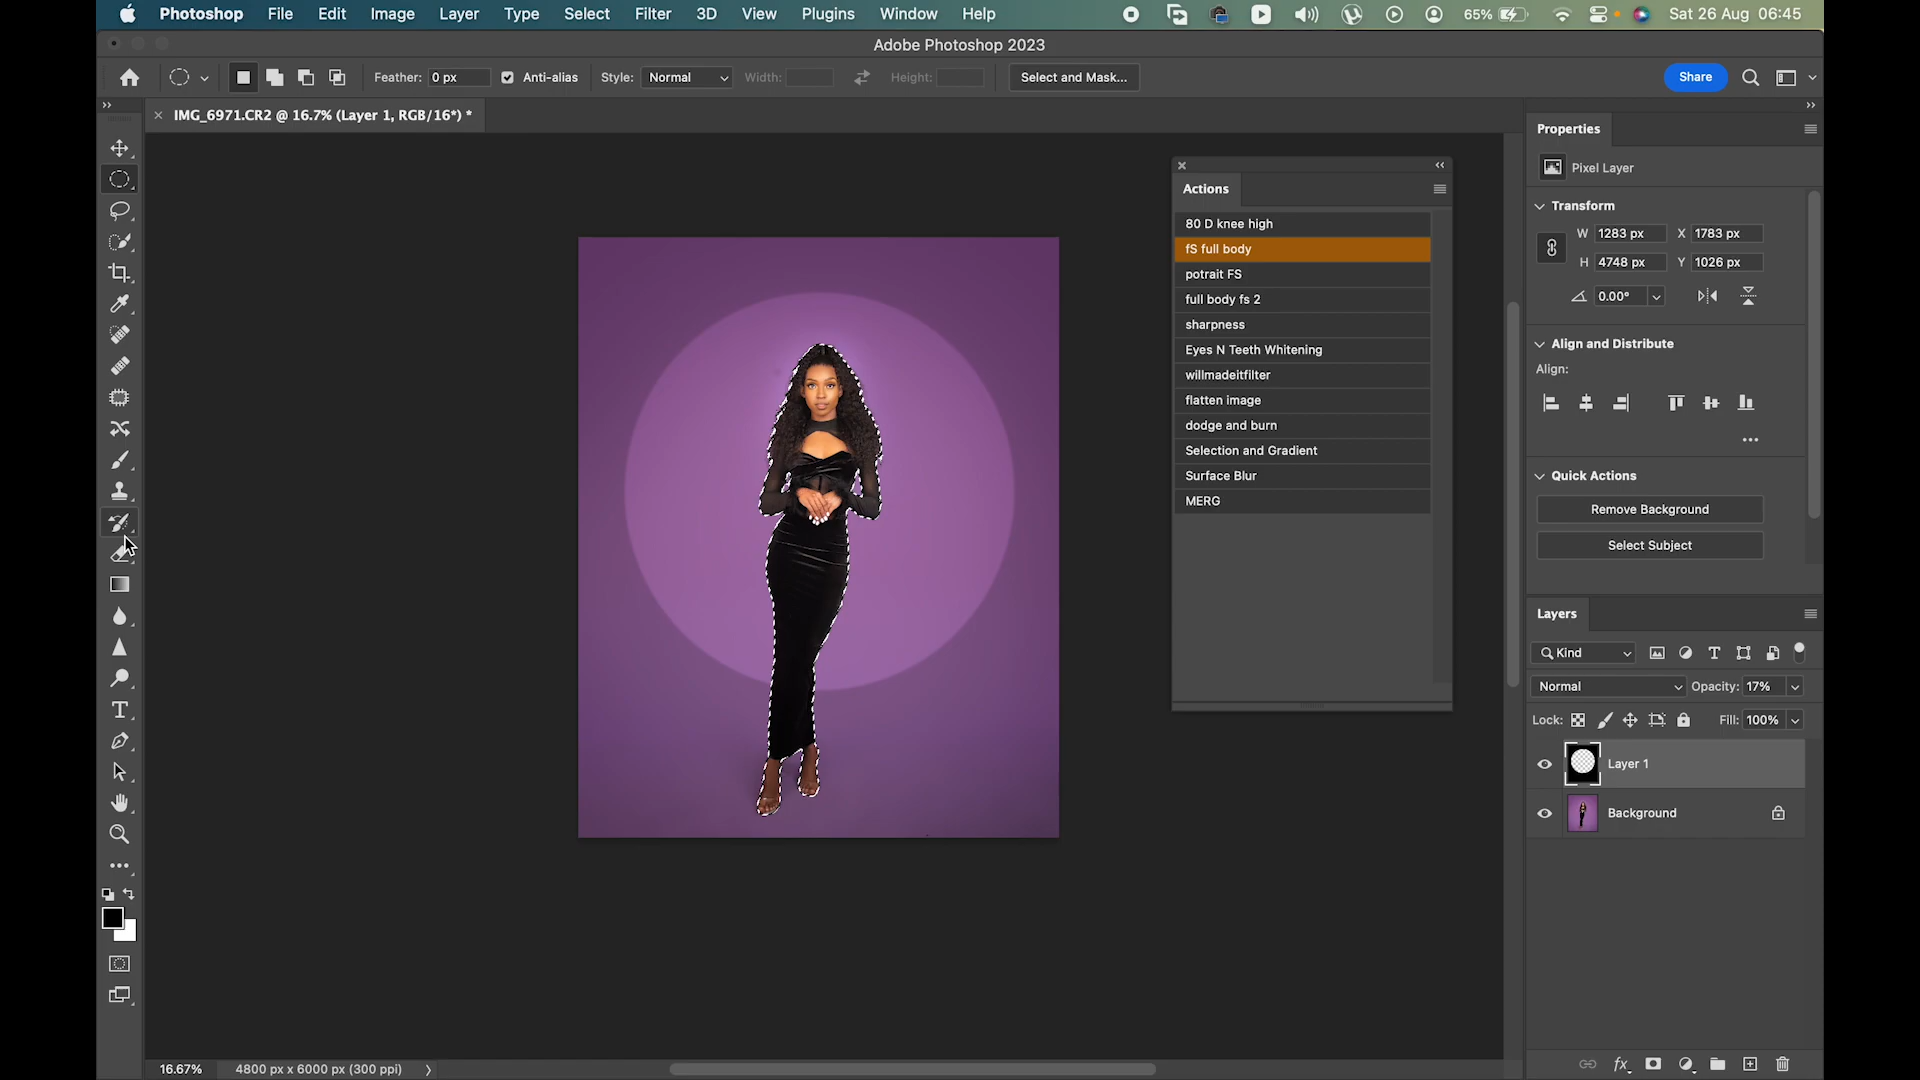 Photoshop File Edit Image Layer Type Select Filter 3D View Plugins Window Help 65% Sat 26 Aug 06:45
Adobe Photoshop 2023
Feather: 0 px Anti-alias Style: Normal Width: Height: Select and Mask... Share
IMG_6971.CR2 @ 16.7% (Layer 1, RGB/16*) *
Actions
80 D knee high
fS full body
potrait FS
full body fs 2
sharpness
Eyes N Teeth Whitening
willmadeitfilter
flatten image
dodge and burn
Selection and Gradient
Surface Blur
MERG
Properties
Pixel Layer
Transform
W 1283 px X 1783 px
H 4748 px Y 1026 px
0.00°
Align and Distribute
Align:
Quick Actions
Remove Background
Select Subject
Layers
Kind
Normal Opacity: 17%
Lock: Fill: 100%
Layer 1
Background
16.67% 4800 px x 6000 px (300 ppi)